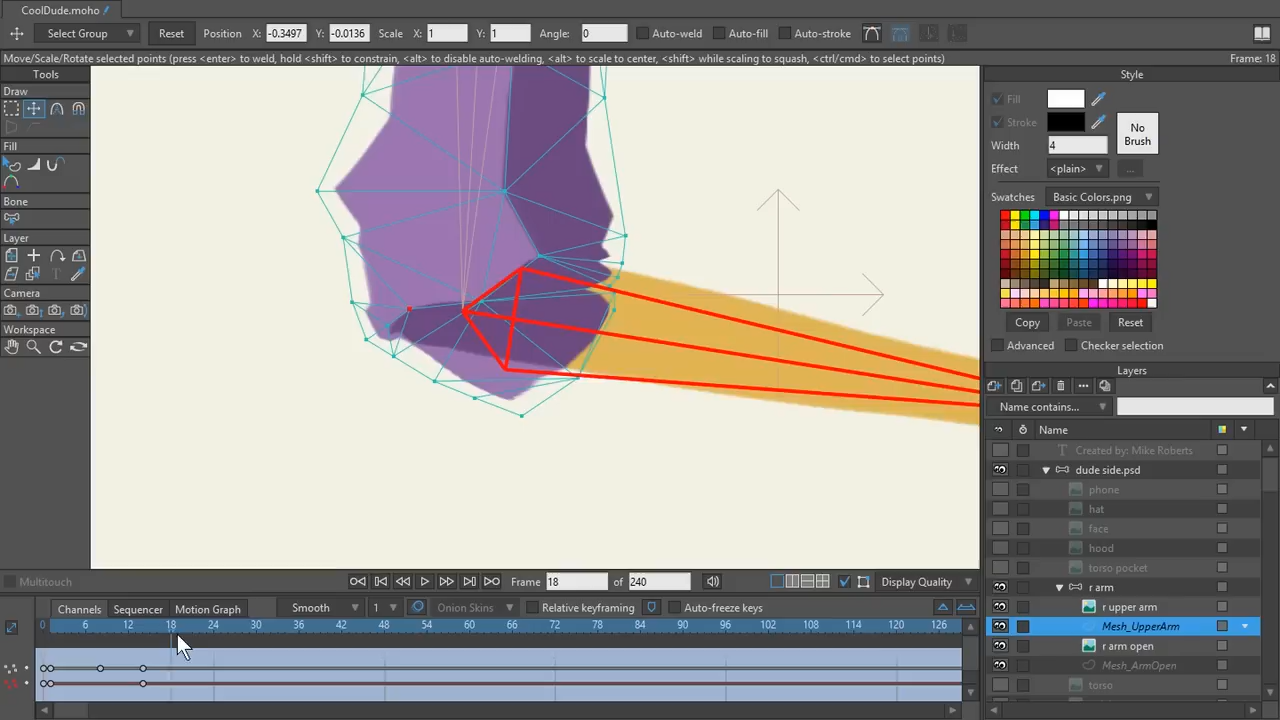 CoolDude.moho
Select Group Reset Position X: -0.3497 Y: -0.0136 Scale X: 1 Y: 1 Angle: 0 Auto-weld Auto-fill Auto-stroke
Move/Scale/Rotate selected points (press <enter> to weld, hold <shift> to constrain, <alt> to disable auto-welding, <alt> to scale to center, <shift> while scaling to squash, <ctrl/cmd> to select points) Frame: 18
Tools
Draw
Fill
Bone
Layer
Camera
Workspace
Style
Fill
Stroke
No Brush
Width 4
Effect <plain> ...
Swatches Basic Colors.png
Copy Paste Reset
Advanced Checker selection
Layers
Name contains...
Name
Created by: Mike Roberts
dude side.psd
phone
hat
face
hood
torso pocket
r arm
r upper arm
Mesh_UpperArm
r arm open
Mesh_ArmOpen
torso
Multitouch Frame 18 of 240 Display Quality
Channels Sequencer Motion Graph Smooth 1 Onion Skins Relative keyframing Auto-freeze keys
0 6 12 18 24 30 36 42 48 54 60 66 72 78 84 90 96 102 108 114 120 126